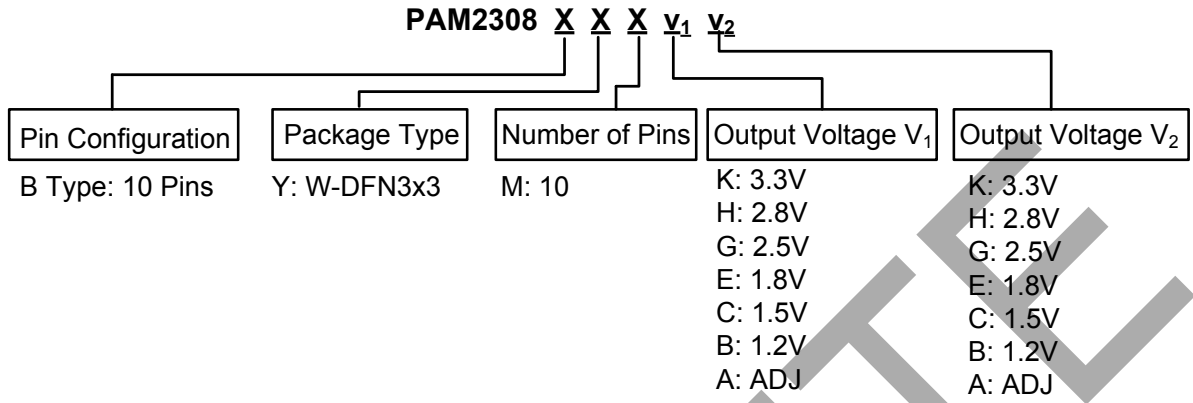 PAM2308 X X X v1 v2
Pin Configuration
B Type: 10 Pins
Package Type
Y: W-DFN3x3
Number of Pins
M: 10
Output Voltage V1
K: 3.3V
H: 2.8V
G: 2.5V
E: 1.8V
C: 1.5V
B: 1.2V
A: ADJ
Output Voltage V2
K: 3.3V
H: 2.8V
G: 2.5V
E: 1.8V
C: 1.5V
B: 1.2V
A: ADJ